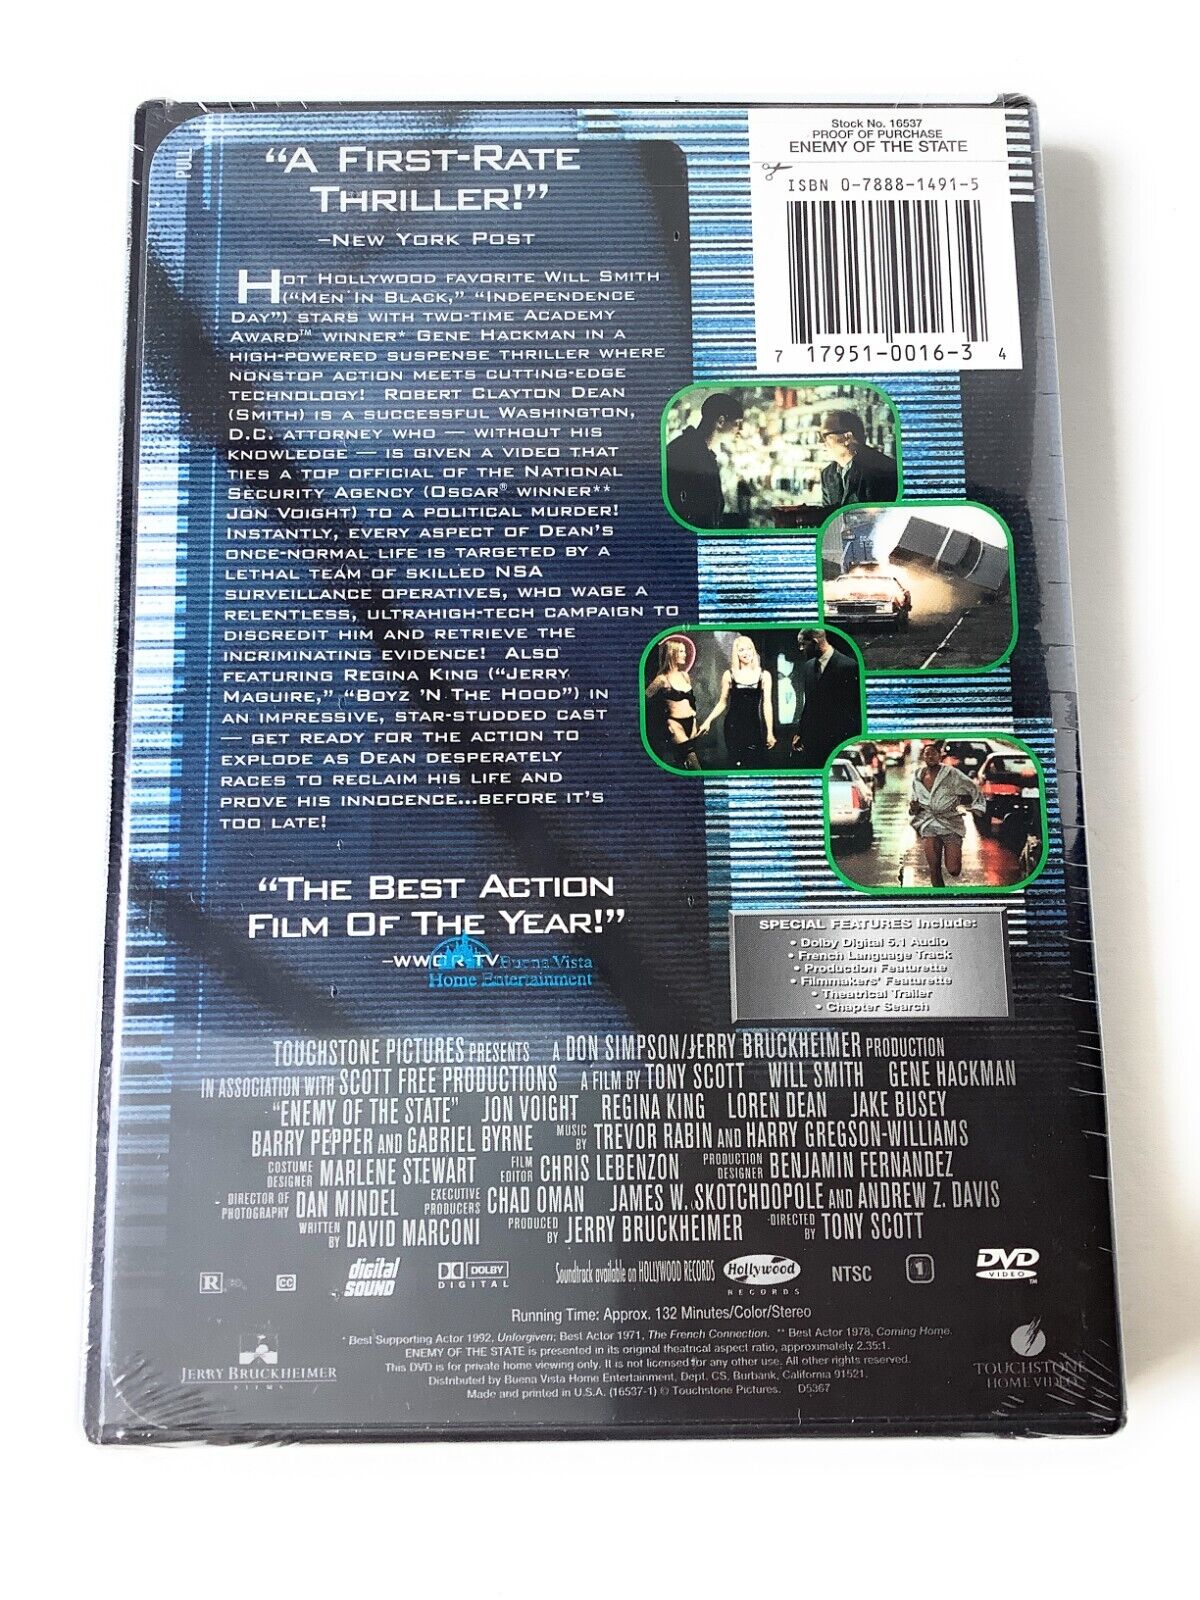 PULL
Stock No. 16537
PROOF OF PURCHASE
ENEMY OF THE STATE
ISBN 0-7888-1491-5
7 17951-0016-3 4
“A FIRST-RATE
THRILLER!”
–NEW YORK POST
HOT HOLLYWOOD FAVORITE WILL SMITH
(“MEN IN BLACK,” “INDEPENDENCE
DAY”) STARS WITH TWO-TIME ACADEMY
AWARD™ WINNER* GENE HACKMAN IN A
HIGH-POWERED SUSPENSE THRILLER WHERE
NONSTOP ACTION MEETS CUTTING-EDGE
TECHNOLOGY! ROBERT CLAYTON DEAN
(SMITH) IS A SUCCESSFUL WASHINGTON,
D.C. ATTORNEY WHO — WITHOUT HIS
KNOWLEDGE — IS GIVEN A VIDEO THAT
TIES A TOP OFFICIAL OF THE NATIONAL
SECURITY AGENCY (OSCAR® WINNER**
JON VOIGHT) TO A POLITICAL MURDER!
INSTANTLY, EVERY ASPECT OF DEAN'S
ONCE-NORMAL LIFE IS TARGETED BY A
LETHAL TEAM OF SKILLED NSA
SURVEILLANCE OPERATIVES, WHO WAGE A
RELENTLESS, ULTRAHIGH-TECH CAMPAIGN TO
DISCREDIT HIM AND RETRIEVE THE
INCRIMINATING EVIDENCE! ALSO
FEATURING REGINA KING (“JERRY
MAGUIRE,” “BOYZ 'N THE HOOD”) IN
AN IMPRESSIVE, STAR-STUDDED CAST
— GET READY FOR THE ACTION TO
EXPLODE AS DEAN DESPERATELY
RACES TO RECLAIM HIS LIFE AND
PROVE HIS INNOCENCE...BEFORE IT'S
TOO LATE!
“THE BEST ACTION
FILM OF THE YEAR!”
–WWOR-TV
Buena Vista
Home Entertainment
SPECIAL FEATURES Include:
• Dolby Digital 5.1 Audio
• French Language Track
• Production Featurette
• Filmmakers' Featurette
• Theatrical Trailer
• Chapter Search
TOUCHSTONE PICTURES PRESENTS A DON SIMPSON/JERRY BRUCKHEIMER PRODUCTION
IN ASSOCIATION WITH SCOTT FREE PRODUCTIONS A FILM BY TONY SCOTT WILL SMITH GENE HACKMAN
“ENEMY OF THE STATE” JON VOIGHT REGINA KING LOREN DEAN JAKE BUSEY
BARRY PEPPER AND GABRIEL BYRNE MUSIC BY TREVOR RABIN AND HARRY GREGSON-WILLIAMS
COSTUME DESIGNER MARLENE STEWART FILM EDITOR CHRIS LEBENZON PRODUCTION DESIGNER BENJAMIN FERNANDEZ
DIRECTOR OF PHOTOGRAPHY DAN MINDEL EXECUTIVE PRODUCERS CHAD OMAN JAMES W. SKOTCHDOPOLE AND ANDREW Z. DAVIS
WRITTEN BY DAVID MARCONI PRODUCED BY JERRY BRUCKHEIMER DIRECTED BY TONY SCOTT
R CC digital SOUND DOLBY DIGITAL Soundtrack available on HOLLYWOOD RECORDS Hollywood RECORDS NTSC 1 DVD VIDEO™
Running Time: Approx. 132 Minutes/Color/Stereo
* Best Supporting Actor 1992, Unforgiven; Best Actor 1971, The French Connection. ** Best Actor 1978, Coming Home.
ENEMY OF THE STATE is presented in its original theatrical aspect ratio, approximately 2.35:1.
This DVD is for private home viewing only. It is not licensed for any other use. All other rights reserved.
Distributed by Buena Vista Home Entertainment, Dept. CS, Burbank, California 91521.
Made and printed in U.S.A. (16537-1) © Touchstone Pictures. D5367
JERRY BRUCKHEIMER
FILMS
TOUCHSTONE
HOME VIDEO